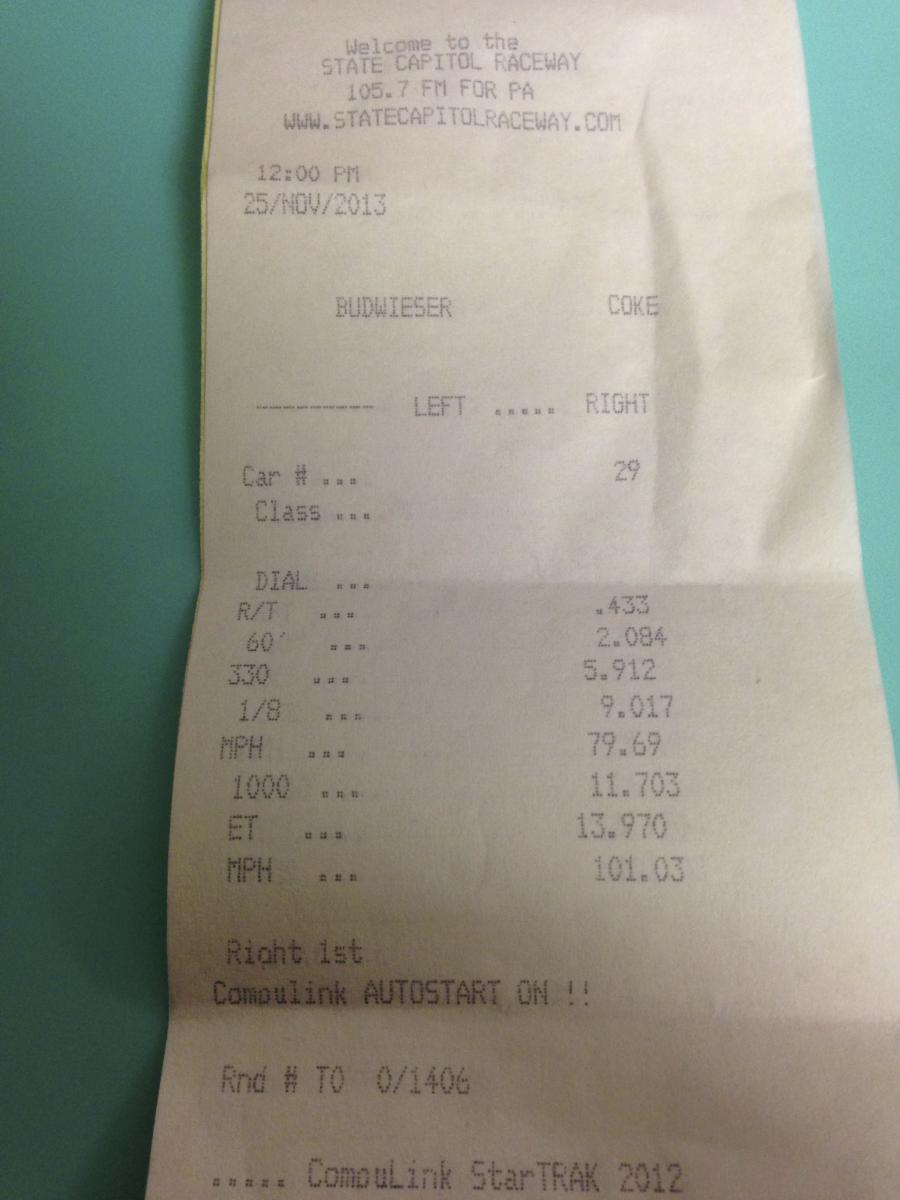 Welcome to the
STATE CAPITOL RACEWAY
105.7 FM FOR PA
WWW.STATECAPITOLRACEWAY.COM
12:00 PM
25/NOV/2013
BUDWIESER COKE
---------- LEFT ..... RIGHT
Car # ... 29
Class ...
DIAL ...
R/T ... .433
60' ... 2.084
330 ... 5.912
1/8 ... 9.017
MPH ... 79.69
1000 ... 11.703
ET ... 13.970
MPH ... 101.03
Right 1st
Compulink AUTOSTART ON !!
Rnd # T0 0/1406
..... CompuLink StarTRAK 2012